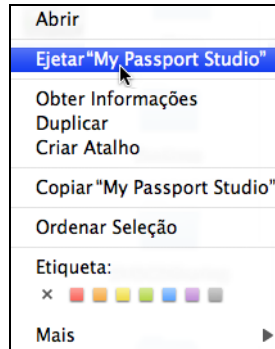 Abrir
Ejetar“My Passport Studio”
Obter Informações
Duplicar
Criar Atalho
Copiar “My Passport Studio”
Ordenar Seleção
Etiqueta:
Mais